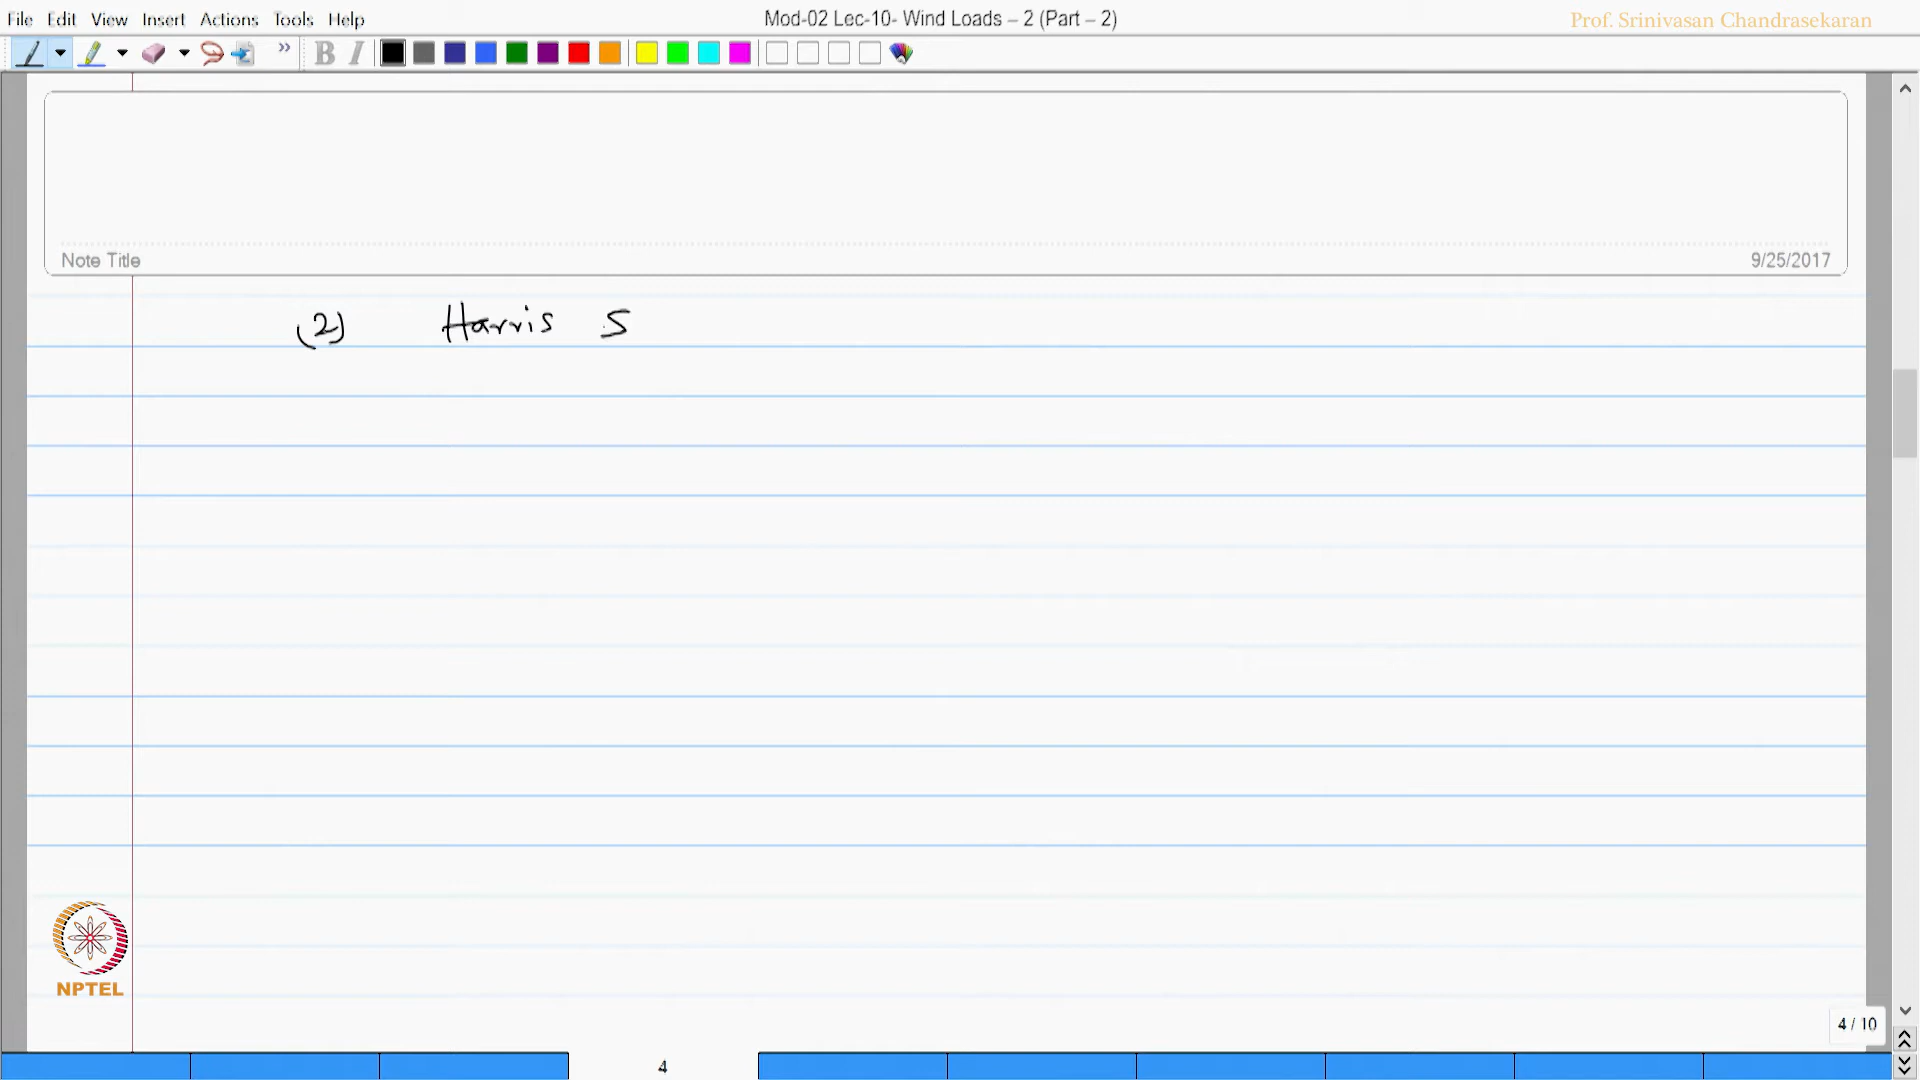 File Edit View Insert Actions Tools Help
Mod-02 Lec-10- Wind Loads – 2 (Part – 2)
Prof. Srinivasan Chandrasekaran
B I
Note Title
9/25/2017
(2) Harris S
NPTEL
4 / 10
4